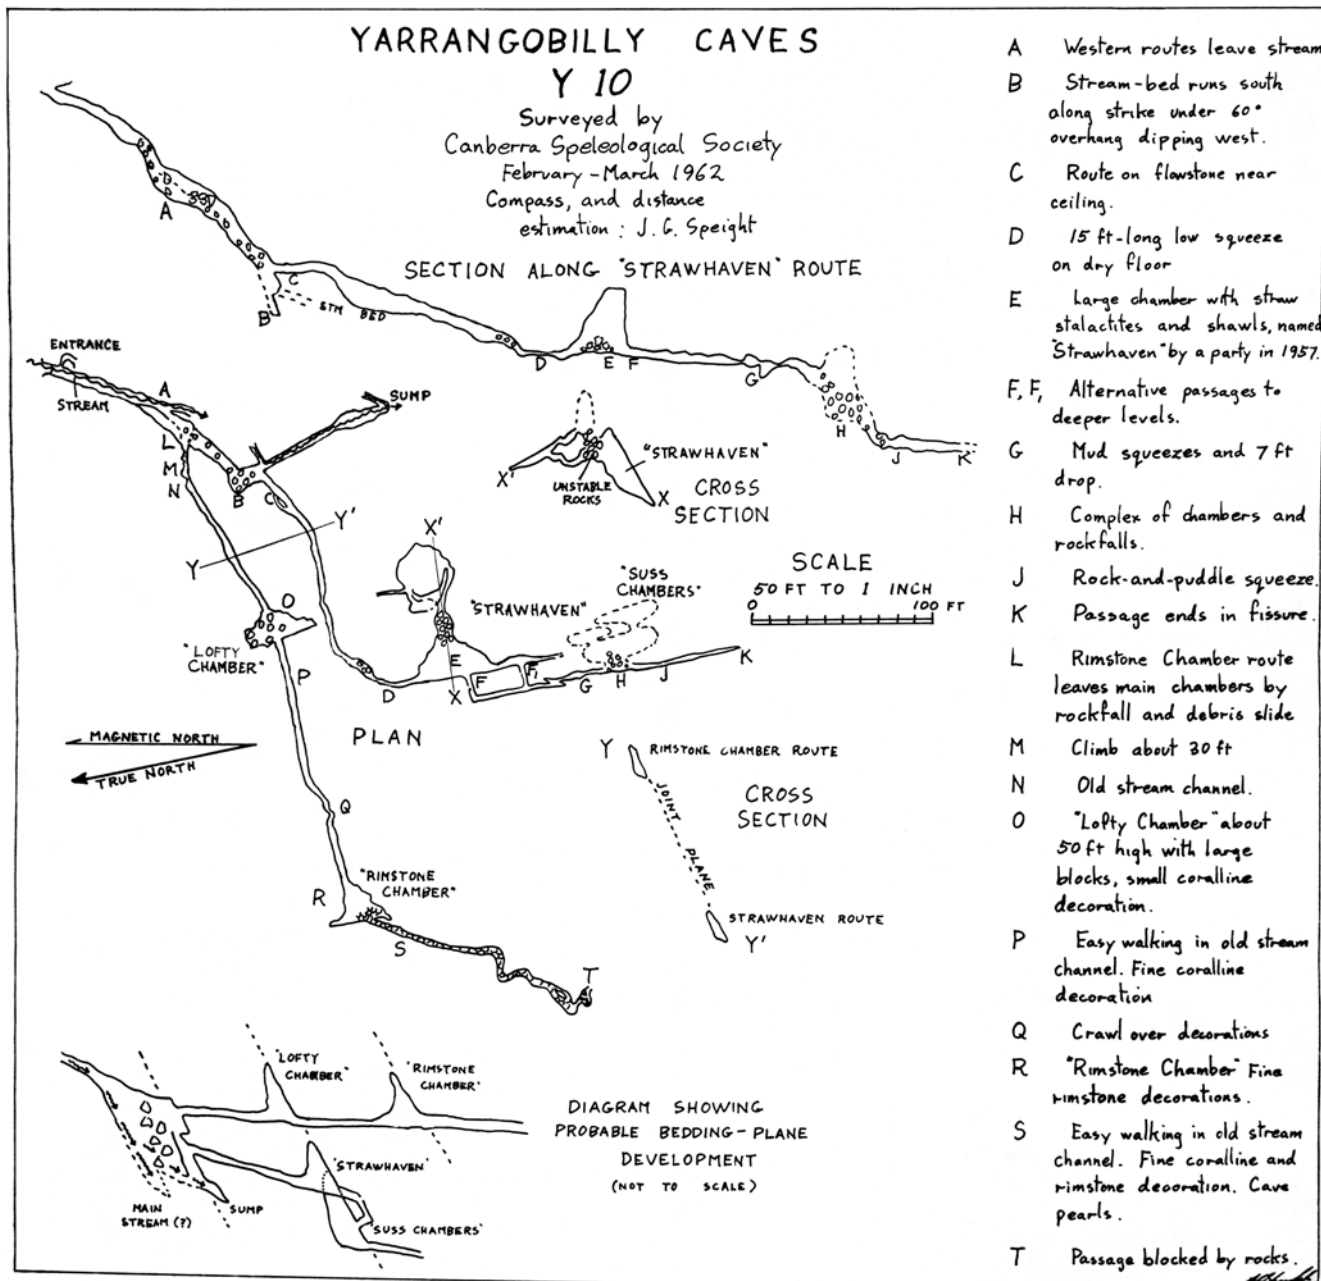 YARRANGOBILLY CAVES
Y 10
Surveyed by
Canberra Speleological Society
February-March 1962
Compass, and distance
estimation : J. G. Speight
SECTION ALONG "STRAWHAVEN" ROUTE
A
B
C
STM BED
D
E
F
G
H
J
K
ENTRANCE
STREAM
A
SUMP
L
M
N
B
C
Y
Y'
O
"LOFTY
CHAMBER"
P
X'
"STRAWHAVEN"
E
D
X
F
F,
G
H
J
K
"SUSS
CHAMBERS"
PLAN
Q
R
"RIMSTONE
CHAMBER"
S
T
X'
UNSTABLE
ROCKS
"STRAWHAVEN"
X
CROSS
SECTION
SCALE
50 FT TO 1 INCH
0
100 FT
MAGNETIC NORTH
TRUE NORTH
Y
RIMSTONE CHAMBER ROUTE
JOINT
PLANE
CROSS
SECTION
STRAWHAVEN ROUTE
Y'
"LOFTY
CHAMBER"
"RIMSTONE
CHAMBER"
"STRAWHAVEN"
MAIN
STREAM (?)
SUMP
"SUSS CHAMBERS"
DIAGRAM SHOWING
PROBABLE BEDDING-PLANE
DEVELOPMENT
(NOT TO SCALE)
A Western routes leave stream
B Stream-bed runs south
along strike under 60°
overhang dipping west.
C Route on flowstone near
ceiling.
D 15 ft-long low squeeze
on dry floor
E Large chamber with straw
stalactites and shawls, named
"Strawhaven" by a party in 1957.
F, F, Alternative passages to
deeper levels.
G Mud squeezes and 7 ft
drop.
H Complex of chambers and
rockfalls.
J Rock-and-puddle squeeze.
K Passage ends in fissure.
L Rimstone Chamber route
leaves main chambers by
rockfall and debris slide
M Climb about 30 ft
N Old stream channel.
O "Lofty Chamber" about
50 ft high with large
blocks, small coralline
decoration.
P Easy walking in old stream
channel. Fine coralline
decoration
Q Crawl over decorations
R "Rimstone Chamber" Fine
rimstone decorations.
S Easy walking in old stream
channel. Fine coralline and
rimstone decoration. Cave
pearls.
T Passage blocked by rocks.